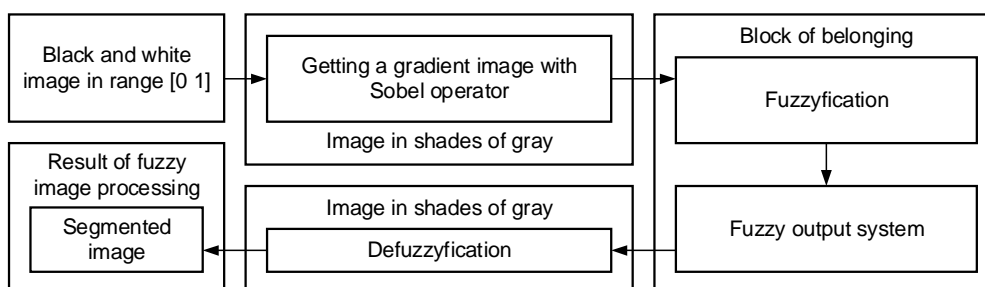 Black and white
image in range [0 1]
Getting a gradient image with
Sobel operator
Image in shades of gray
Block of belonging
Fuzzyfication
Fuzzy output system
Image in shades of gray
Defuzzyfication
Result of fuzzy
image processing
Segmented
image